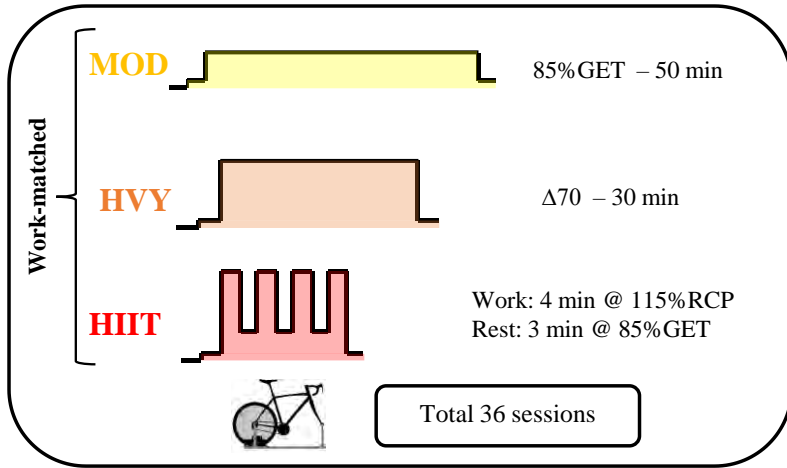 MOD
85%GET – 50 min
Work-matched
HVY
Δ70 – 30 min
HIIT
Work: 4 min @ 115%RCP
Rest: 3 min @ 85%GET
Total 36 sessions